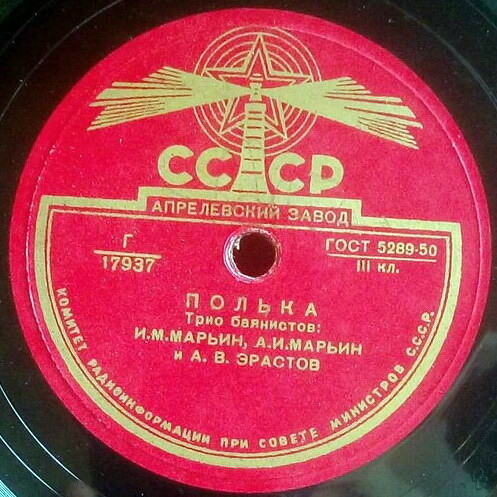 СССР
АПРЕЛЕВСКИЙ ЗАВОД
Г
17937
ГОСТ 5289-50
III кл.
ПОЛЬКА
Трио баянистов:
И.М.МАРЬИН, А.И.МАРЬИН
и А. В. ЭРАСТОВ
КОМИТЕТ РАДИОИНФОРМАЦИИ ПРИ СОВЕТЕ МИНИСТРОВ С.С.С.Р.